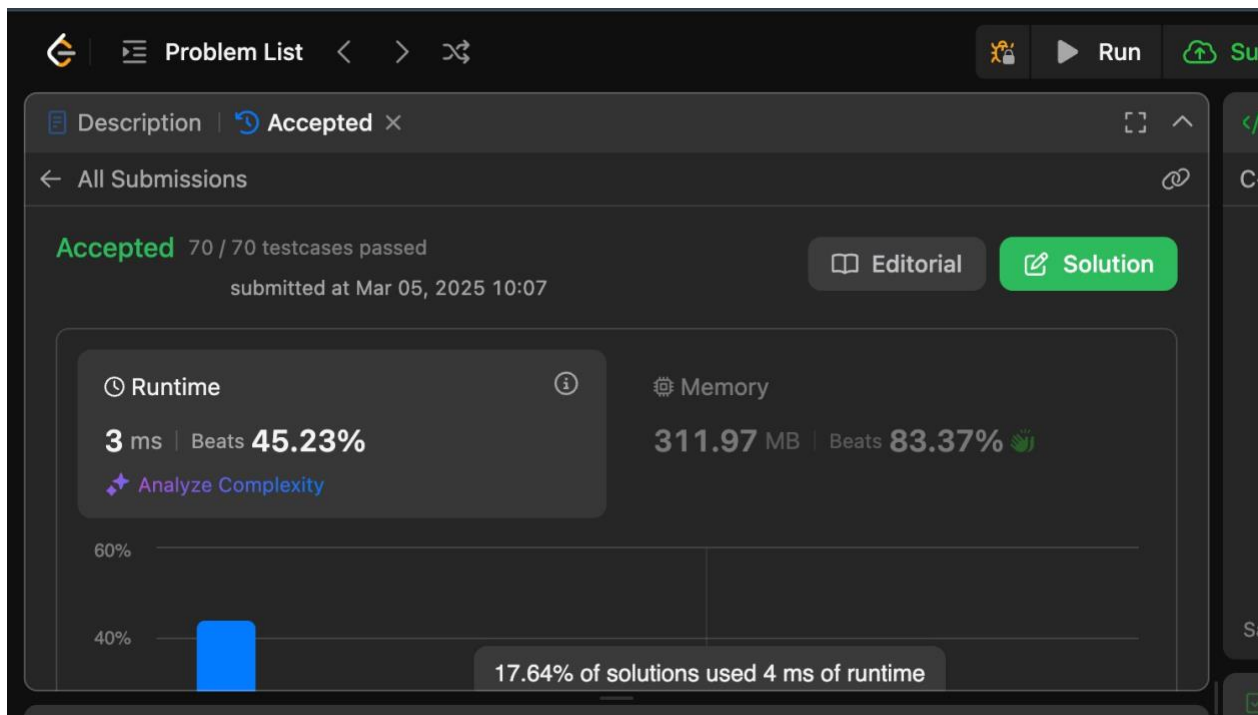 Problem List
Run
Su
Description
Accepted
All Submissions
C
Accepted 70 / 70 testcases passed
submitted at Mar 05, 2025 10:07
Editorial
Solution
Runtime
3 ms Beats 45.23%
Analyze Complexity
Memory
311.97 MB Beats 83.37%
60%
40%
17.64% of solutions used 4 ms of runtime